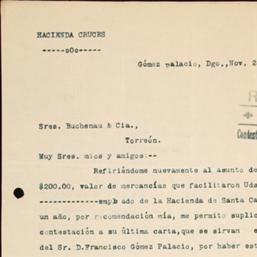 HACIENDA CRUCES
-----oOo-----
Gómez Palacio, Dgo., Nov. 2
R
Contest
Sres. Buchenau & Cia.,
Torreón.
Muy Sres. mios y amigos:--
Refiriéndome nuevamente al asunto de
$200.00, valor de mercancías que facilitaron Uds
------------empleado de la Hacienda de Santa Ca
un año, por recomendación mía, me permito suplic
contestación a su última carta,que se sirvan e
del Sr. D.Francisco Gómez Palacio, por haber est